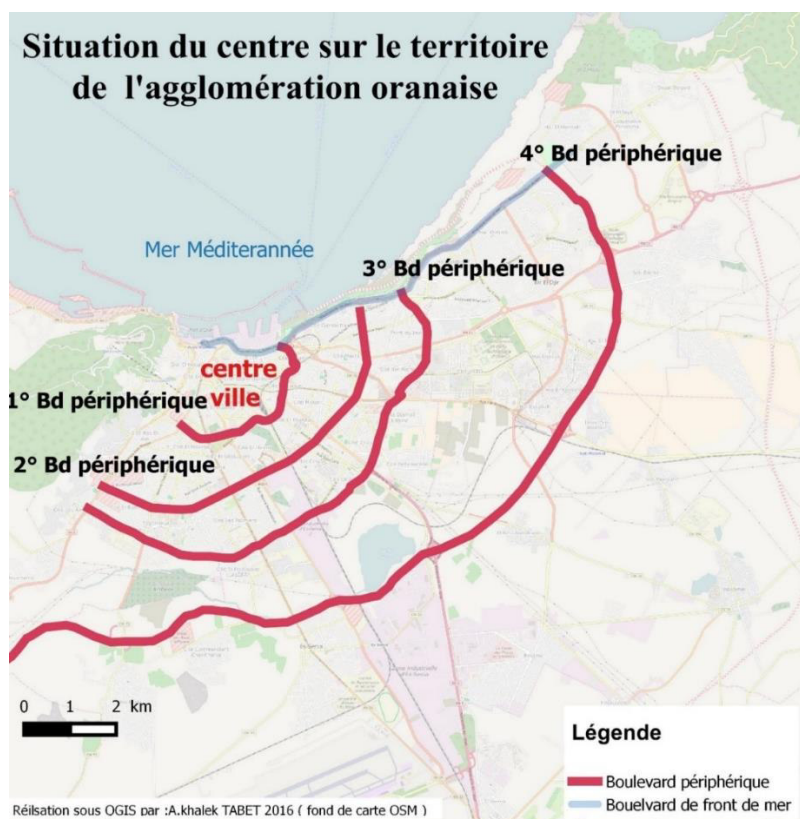 Situation du centre sur le territoire
de l'agglomération oranaise
4° Bd périphérique
Mer Méditerannée
3° Bd périphérique
centre
ville
1° Bd périphérique
2° Bd périphérique
0 1 2 km
Légende
Boulevard périphérique
Bouelvard de front de mer
Réilsation sous QGIS par :A.khalek TABET 2016 ( fond de carte OSM )